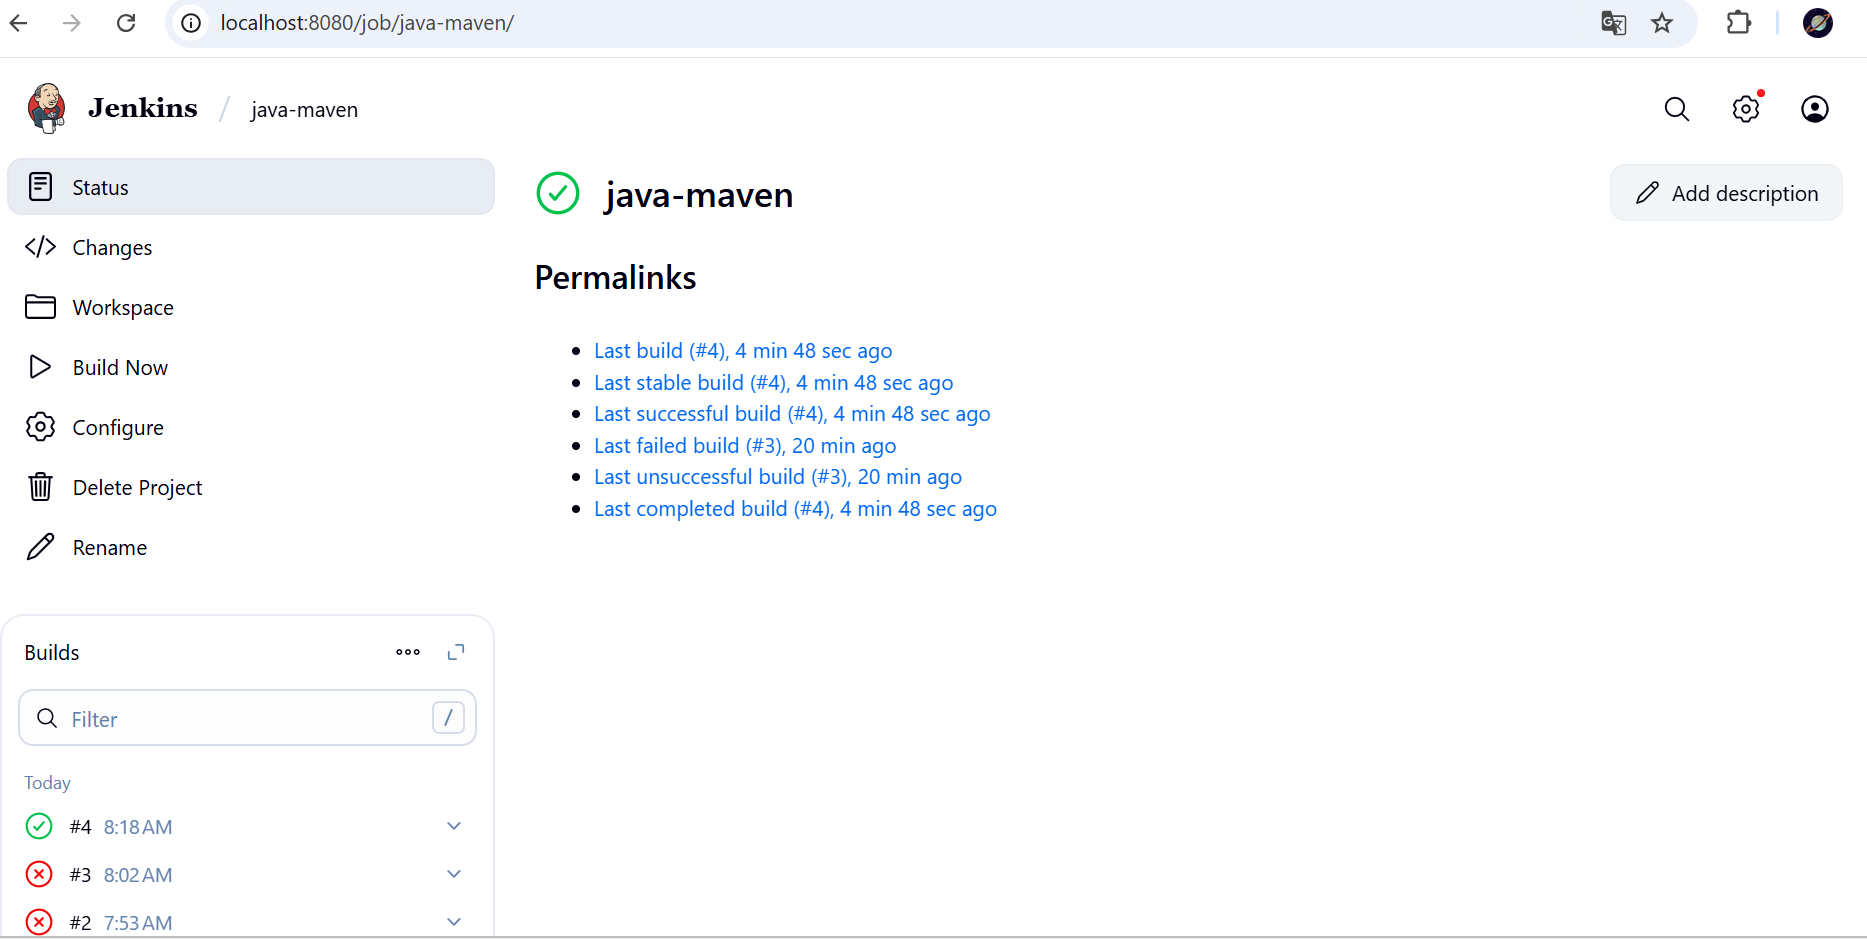 localhost:8080/job/java-maven/
Jenkins / java-maven
Status
Changes
Workspace
Build Now
Configure
Delete Project
Rename
Builds
Filter /
Today
#4 8:18 AM
#3 8:02 AM
#2 7:53 AM
java-maven
Add description
Permalinks
Last build (#4), 4 min 48 sec ago
Last stable build (#4), 4 min 48 sec ago
Last successful build (#4), 4 min 48 sec ago
Last failed build (#3), 20 min ago
Last unsuccessful build (#3), 20 min ago
Last completed build (#4), 4 min 48 sec ago